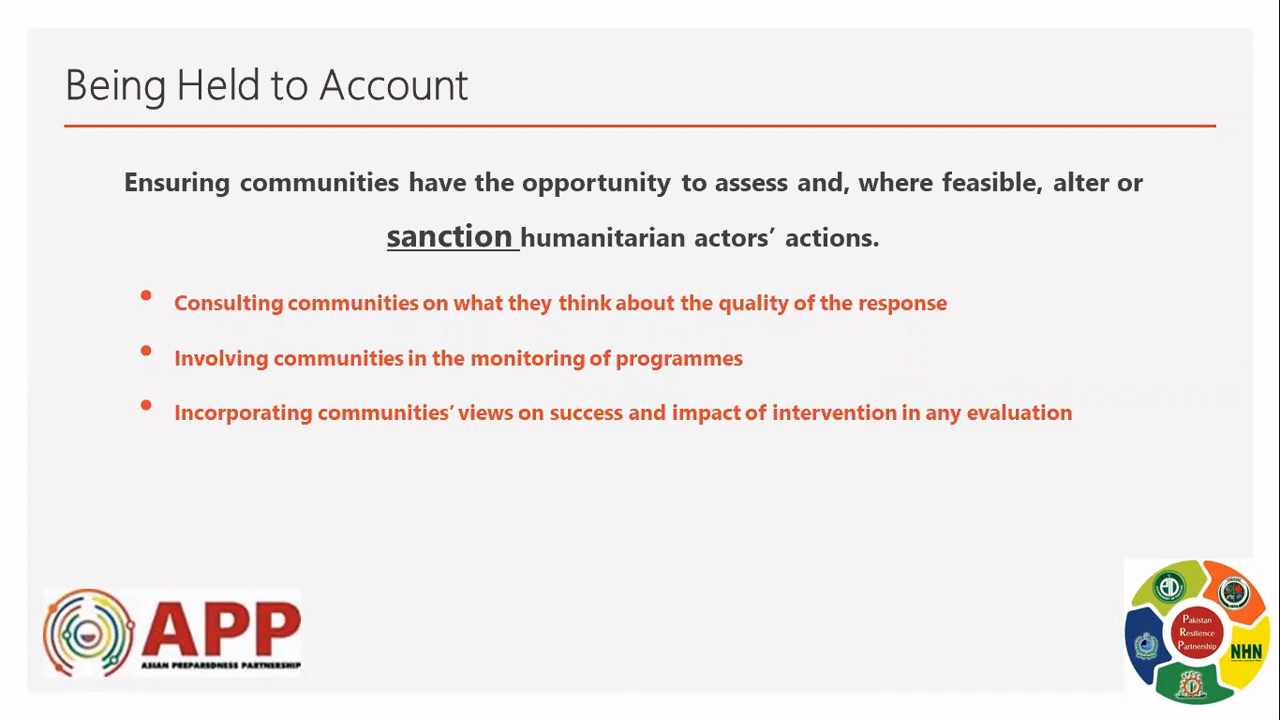 Being Held to Account
Ensuring communities have the opportunity to assess and, where feasible, alter or
sanction humanitarian actors’ actions.
• Consulting communities on what they think about the quality of the response
• Involving communities in the monitoring of programmes
• Incorporating communities’ views on success and impact of intervention in any evaluation
APP
ASIAN PREPAREDNESS PARTNERSHIP
Pakistan
Resilience
Partnership
NHN